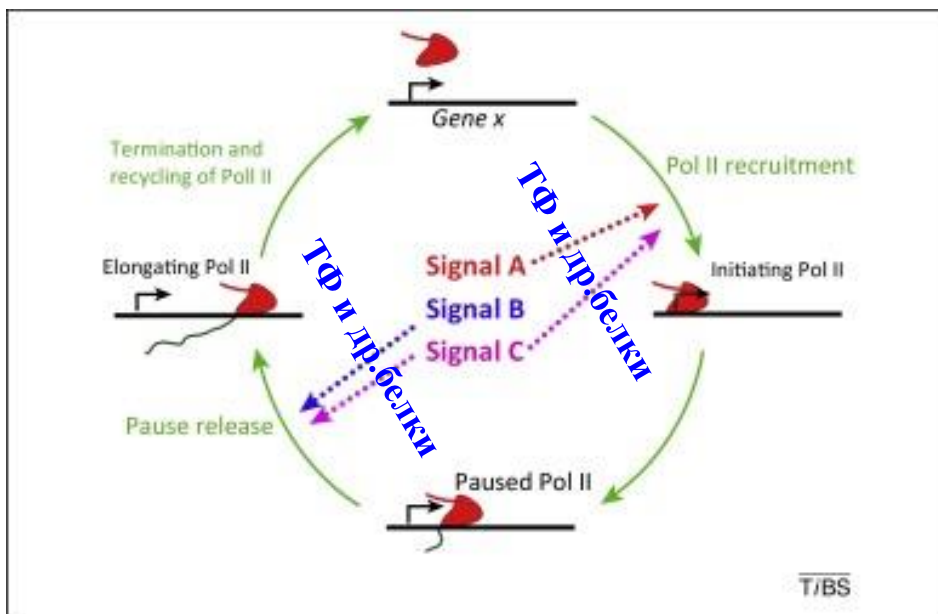 Gene x
Termination and
recycling of Poll II
Pol II recruitment
ТФ и др.белки
ТФ и др.белки
Elongating Pol II
Signal A
Initiating Pol II
Signal B
Signal C
Pause release
Paused Pol II
TiBS